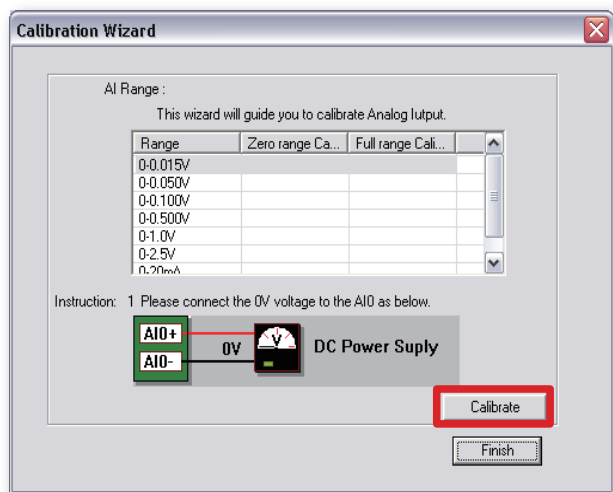 Calibration Wizard
AI Range :
This wizard will guide you to calibrate Analog Iutput.
Range Zero range Ca... Full range Cali...
0-0.015V
0-0.050V
0-0.100V
0-0.500V
0-1.0V
0-2.5V
0-20mA
Instruction: 1 Please connect the 0V voltage to the AI0 as below.
AI0+
0V V DC Power Suply
AI0-
Calibrate
Finish